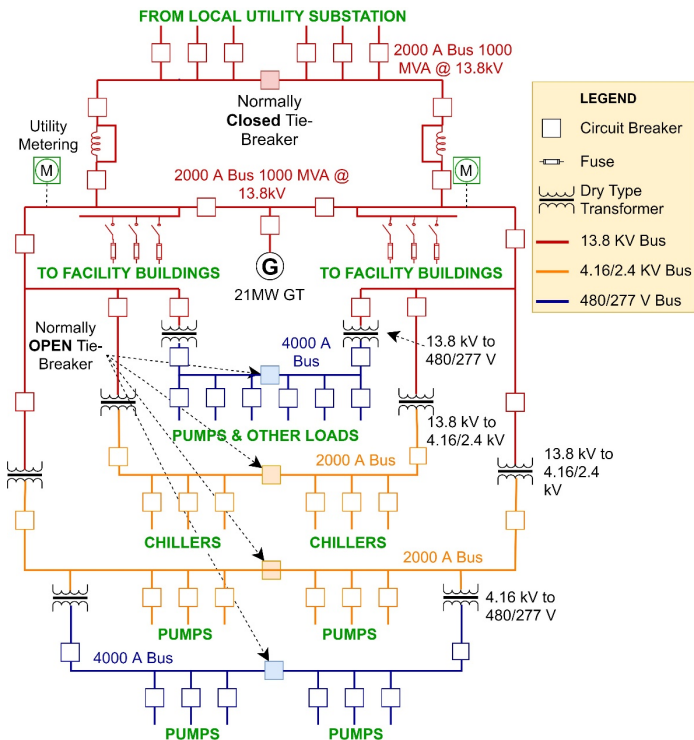 FROM LOCAL UTILITY SUBSTATION
2000 A Bus 1000
MVA @ 13.8kV
Normally
Closed Tie-
Breaker
Utility
Metering
M
M
2000 A Bus 1000 MVA @
13.8kV
TO FACILITY BUILDINGS
G
21MW GT
TO FACILITY BUILDINGS
Normally
OPEN Tie-
Breaker
4000 A
Bus
13.8 kV to
480/277 V
PUMPS & OTHER LOADS
13.8 kV to
4.16/2.4 kV
2000 A Bus
13.8 kV to
4.16/2.4
kV
CHILLERS
CHILLERS
2000 A Bus
PUMPS
PUMPS
4.16 kV to
480/277 V
4000 A Bus
PUMPS
PUMPS
LEGEND
Circuit Breaker
Fuse
Dry Type
Transformer
13.8 KV Bus
4.16/2.4 KV Bus
480/277 V Bus